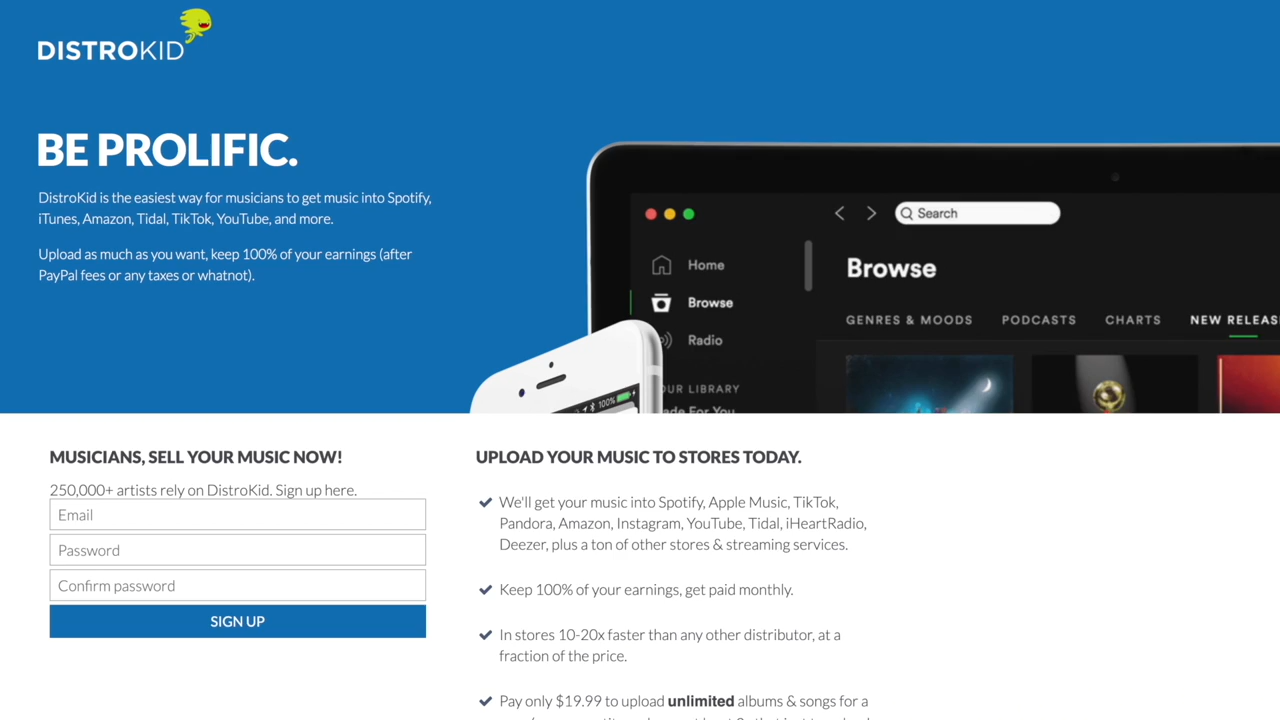 DISTROKID
BE PROLIFIC.
DistroKid is the easiest way for musicians to get music into Spotify,
iTunes, Amazon, Tidal, TikTok, YouTube, and more.
Upload as much as you want, keep 100% of your earnings (after
PayPal fees or any taxes or whatnot).
Search
Home
Browse
Radio
Browse
GENRES & MOODS PODCASTS CHARTS NEW RELEAS
OUR LIBRARY
ade For You
100%
MUSICIANS, SELL YOUR MUSIC NOW!
250,000+ artists rely on DistroKid. Sign up here.
Email
Password
Confirm password
SIGN UP
UPLOAD YOUR MUSIC TO STORES TODAY.
We'll get your music into Spotify, Apple Music, TikTok,
Pandora, Amazon, Instagram, YouTube, Tidal, iHeartRadio,
Deezer, plus a ton of other stores & streaming services.
Keep 100% of your earnings, get paid monthly.
In stores 10-20x faster than any other distributor, at a
fraction of the price.
Pay only $19.99 to upload unlimited albums & songs for a